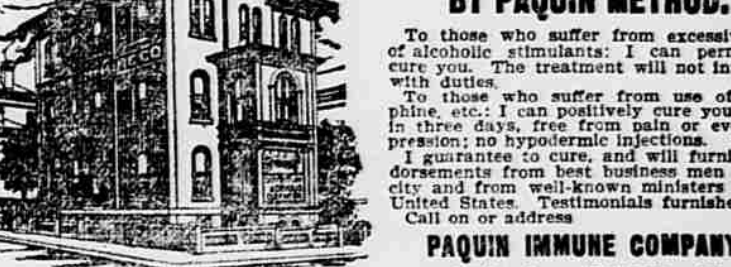 BY PAQUIN METHOD.
To those who suffer from excessiv
of alcoholic stimulants: I can perm
cure you. The treatment will not in
with duties.
To those who suffer from use of
phine, etc.: I can positively cure you
in three days, free from pain or ev
pression; no hypodermic injections.
I guarantee to cure, and will furni
dorsements from best business men
city and from well-known ministers
United States. Testimonials furnishe
Call on or address
PAQUIN IMMUNE COMPANY